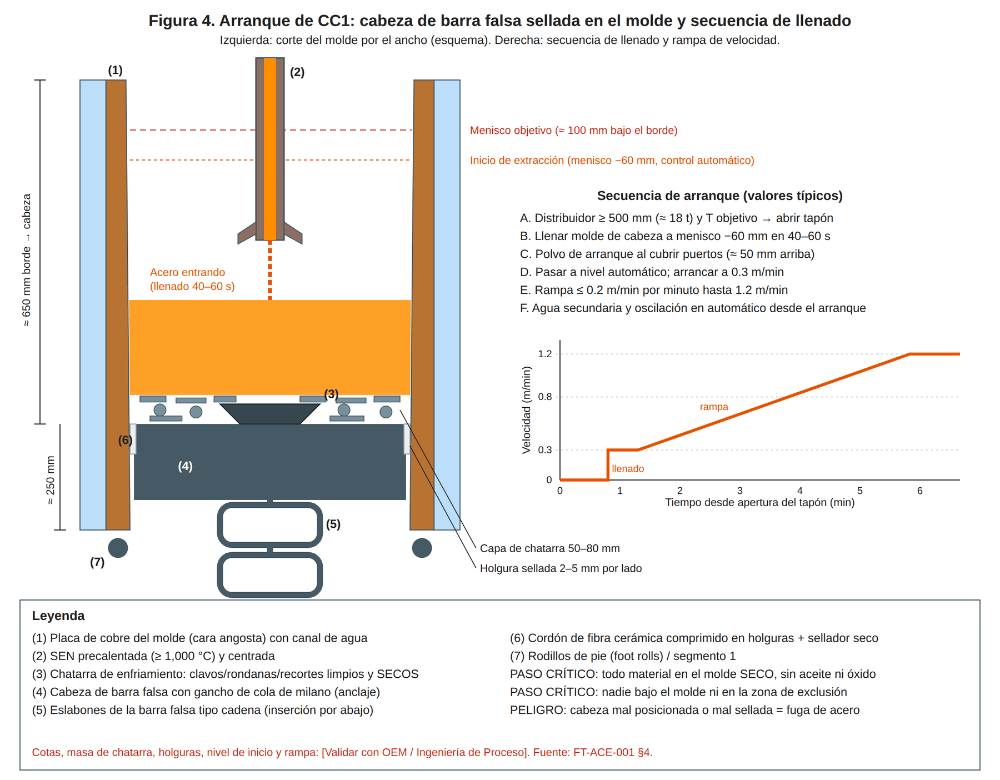 Figura 4. Arranque de CC1: cabeza de barra falsa sellada en el molde y secuencia de llenado
Izquierda: corte del molde por el ancho (esquema). Derecha: secuencia de llenado y rampa de velocidad.
(1)
(2)
Menisco objetivo (≈ 100 mm bajo el borde)
Inicio de extracción (menisco −60 mm, control automático)
≈ 650 mm borde → cabeza
Acero entrando
(llenado 40–60 s)
(3)
(6)
(4)
≈ 250 mm
(5)
(7)
Capa de chatarra 50–80 mm
Holgura sellada 2–5 mm por lado
Secuencia de arranque (valores típicos)
A. Distribuidor ≥ 500 mm (≈ 18 t) y T objetivo → abrir tapón
B. Llenar molde de cabeza a menisco −60 mm en 40–60 s
C. Polvo de arranque al cubrir puertos (≈ 50 mm arriba)
D. Pasar a nivel automático; arrancar a 0.3 m/min
E. Rampa ≤ 0.2 m/min por minuto hasta 1.2 m/min
F. Agua secundaria y oscilación en automático desde el arranque
Velocidad (m/min)
1.2
0.8
0.3
0
rampa
llenado
0 1 2 3 4 5 6
Tiempo desde apertura del tapón (min)
Leyenda
(1) Placa de cobre del molde (cara angosta) con canal de agua
(2) SEN precalentada (≥ 1,000 °C) y centrada
(3) Chatarra de enfriamiento: clavos/rondanas/recortes limpios y SECOS
(4) Cabeza de barra falsa con gancho de cola de milano (anclaje)
(5) Eslabones de la barra falsa tipo cadena (inserción por abajo)
(6) Cordón de fibra cerámica comprimido en holguras + sellador seco
(7) Rodillos de pie (foot rolls) / segmento 1
PASO CRÍTICO: todo material en el molde SECO, sin aceite ni óxido
PASO CRÍTICO: nadie bajo el molde ni en la zona de exclusión
PELIGRO: cabeza mal posicionada o mal sellada = fuga de acero
Cotas, masa de chatarra, holguras, nivel de inicio y rampa: [Validar con OEM / Ingeniería de Proceso]. Fuente: FT-ACE-001 §4.